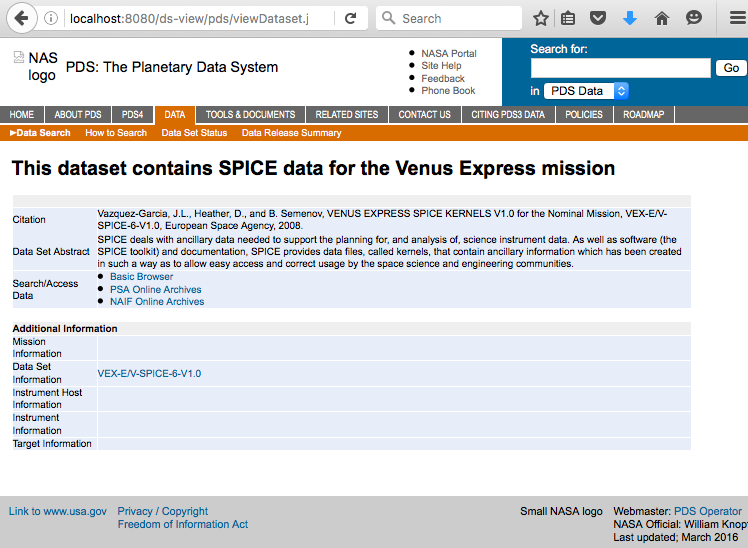 localhost:8080/ds-view/pds/viewDataset.j
Search
NAS
logo
PDS: The Planetary Data System
NASA Portal
Site Help
Feedback
Phone Book
Search for:
Go
in PDS Data
HOME ABOUT PDS PDS4 DATA TOOLS & DOCUMENTS RELATED SITES CONTACT US CITING PDS3 DATA POLICIES ROADMAP
Data Search How to Search Data Set Status Data Release Summary
This dataset contains SPICE data for the Venus Express mission
Citation
Vazquez-Garcia, J.L., Heather, D., and B. Semenov, VENUS EXPRESS SPICE KERNELS V1.0 for the Nominal Mission, VEX-E/V-
SPICE-6-V1.0, European Space Agency, 2008.
Data Set Abstract
SPICE deals with ancillary data needed to support the planning for, and analysis of, science instrument data. As well as software (the
SPICE toolkit) and documentation, SPICE provides data files, called kernels, that contain ancillary information which has been created
in such a way as to allow easy access and correct usage by the space science and engineering communities.
Search/Access
Data
Basic Browser
PSA Online Archives
NAIF Online Archives
Additional Information
Mission
Information
Data Set
Information
VEX-E/V-SPICE-6-V1.0
Instrument Host
Information
Instrument
Information
Target Information
Link to www.usa.gov
Privacy / Copyright
Freedom of Information Act
Small NASA logo
Webmaster: PDS Operator
NASA Official: William Knop
Last updated; March 2016